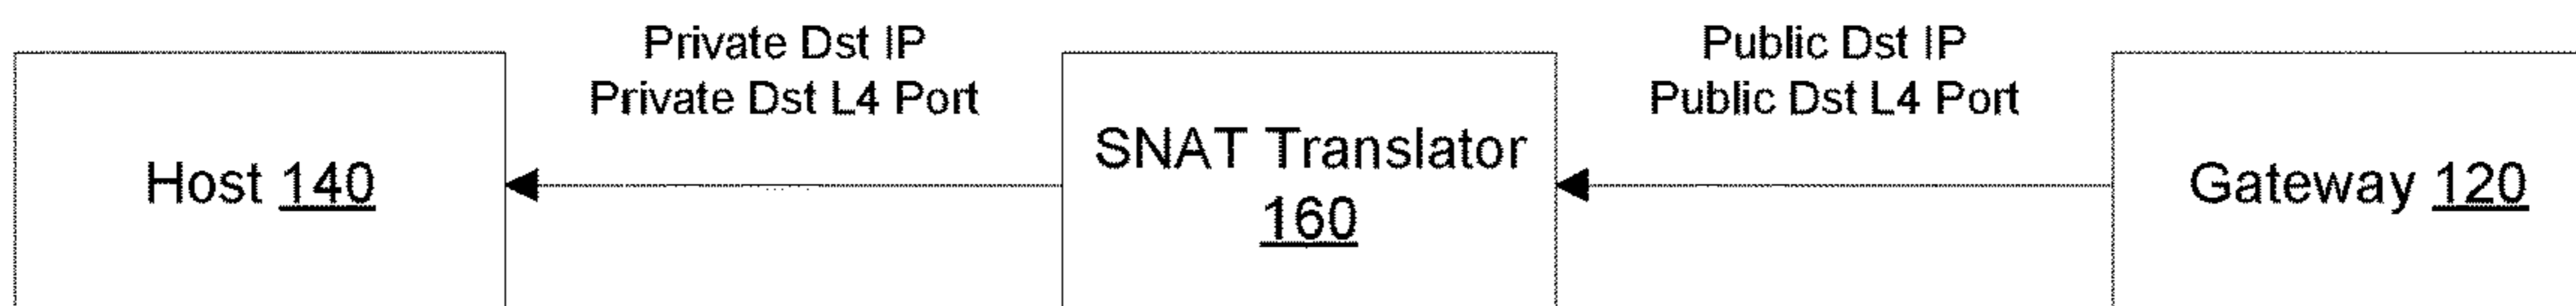 Private Dst IP
Private Dst L4 Port
Public Dst IP
Public Dst L4 Port
Host 140
SNAT Translator
160
Gateway 120